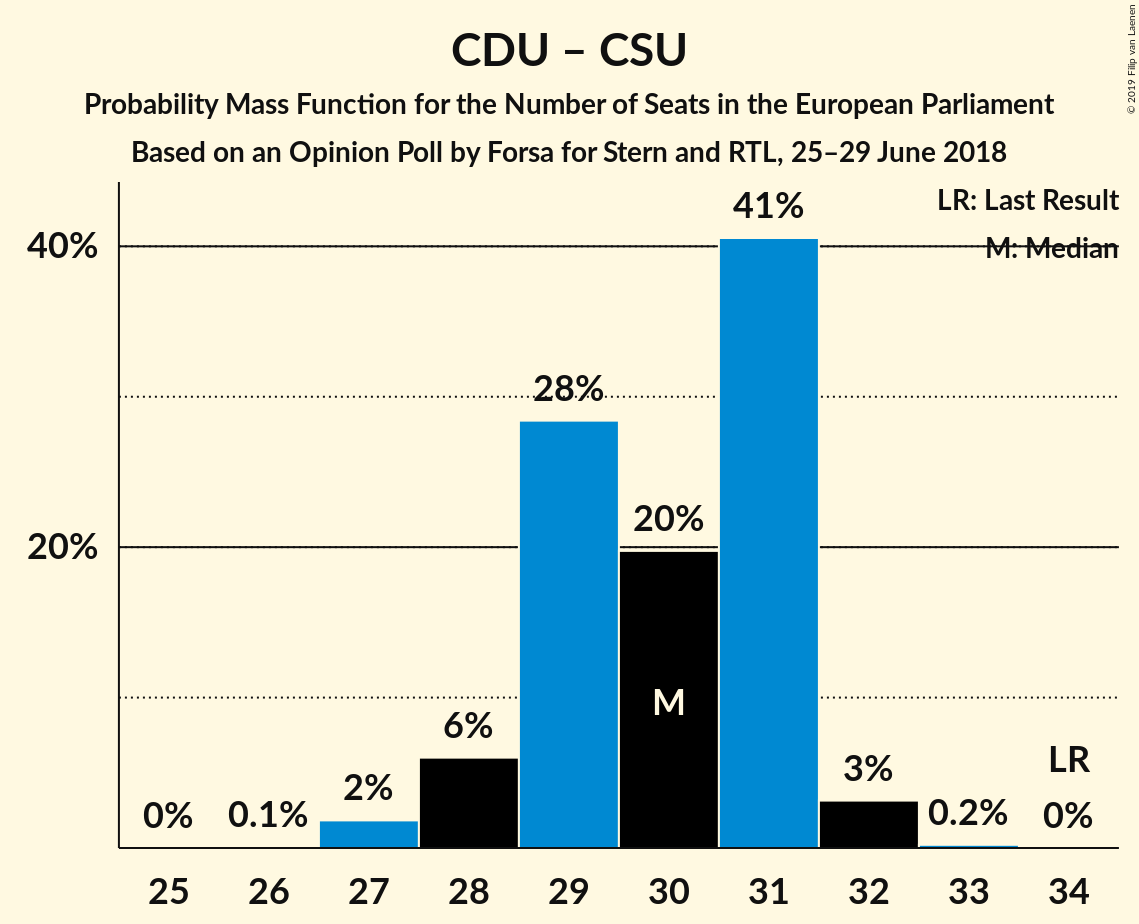 CDU – CSU
Probability Mass Function for the Number of Seats in the European Parliament
Based on an Opinion Poll by Forsa for Stern and RTL, 25–29 June 2018
© 2019 Filip van Laenen
LR: Last Result
M: Median
40%
20%
0%
0.1%
2%
6%
28%
20%
M
41%
3%
0.2%
LR
0%
25 26 27 28 29 30 31 32 33 34